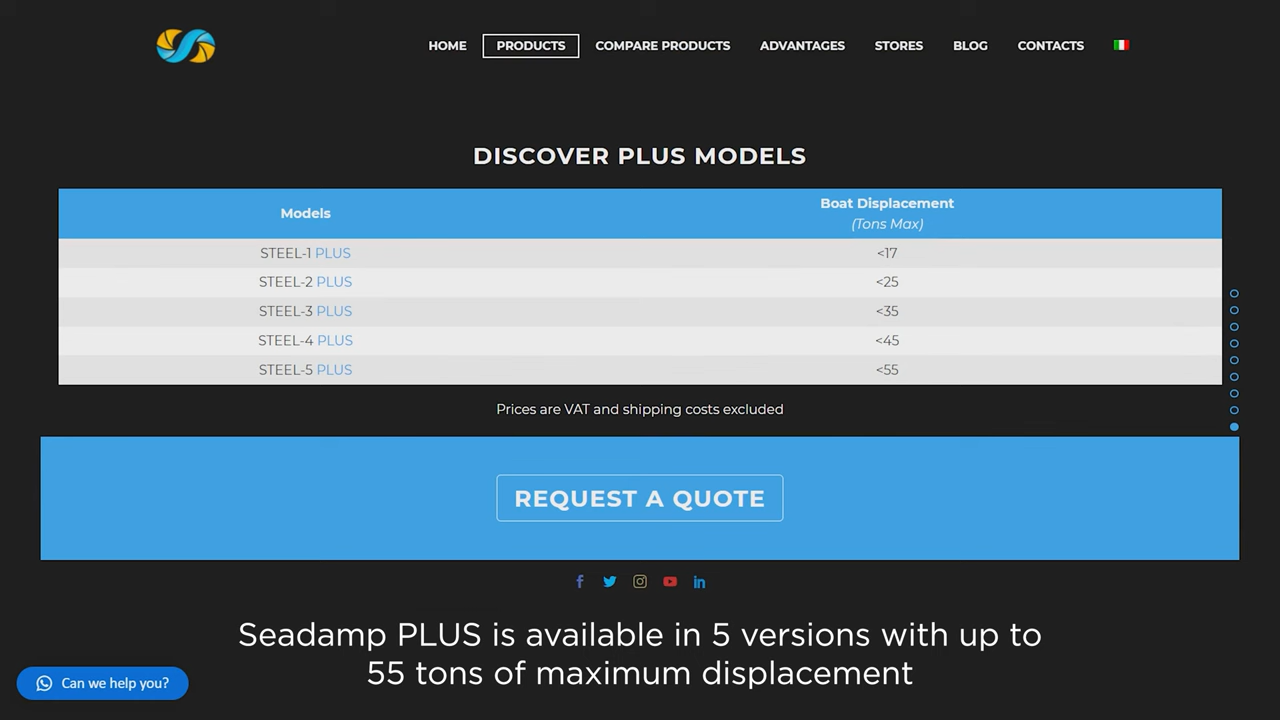 HOME PRODUCTS COMPARE PRODUCTS ADVANTAGES STORES BLOG CONTACTS
DISCOVER PLUS MODELS
Models Boat Displacement
(Tons Max)
STEEL-1 PLUS <17
STEEL-2 PLUS <25
STEEL-3 PLUS <35
STEEL-4 PLUS <45
STEEL-5 PLUS <55
Prices are VAT and shipping costs excluded
REQUEST A QUOTE
Seadamp PLUS is available in 5 versions with up to
55 tons of maximum displacement
Can we help you?